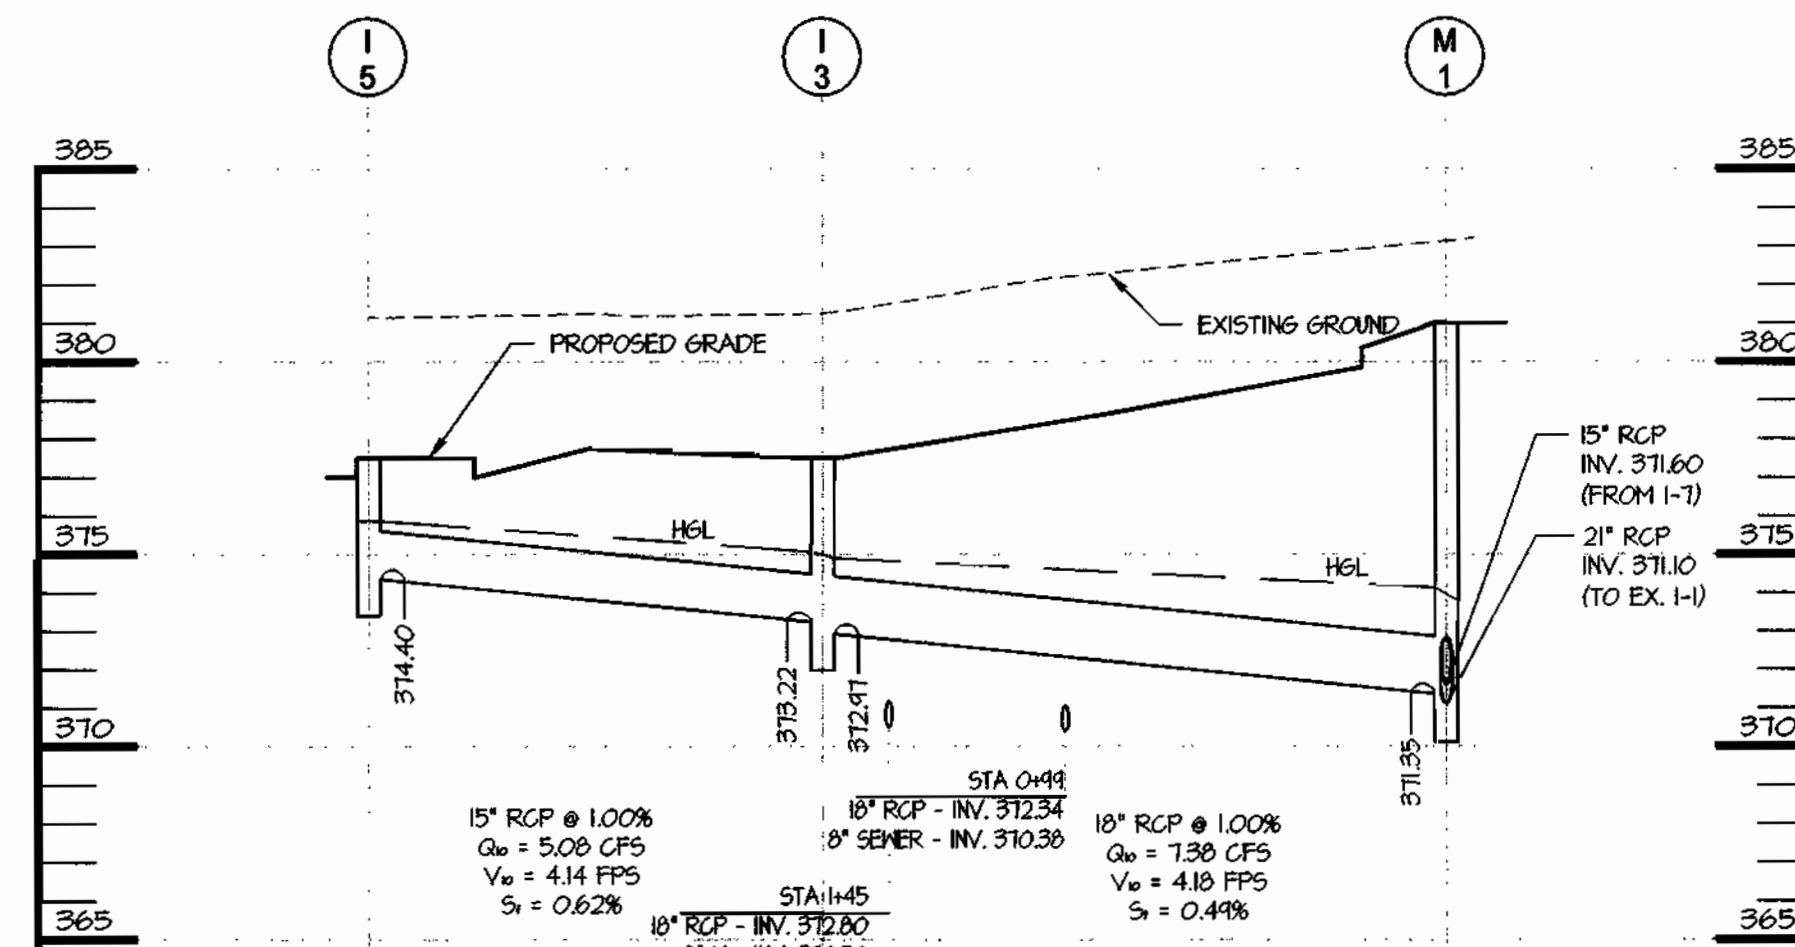 I
5
I
3
M
1
385
385
EXISTING GROUND
380
PROPOSED GRADE
380
15" RCP
INV. 371.60
(FROM I-7)
375
HGL
HGL
21" RCP
INV. 371.10
(TO EX. I-1)
375
374.40
373.22
372.97
371.35
370
370
STA 0+99
18" RCP - INV. 372.34
8" SEWER - INV. 370.38
15" RCP @ 1.00%
Q10 = 5.08 CFS
V10 = 4.14 FPS
Sf = 0.62%
18" RCP @ 1.00%
Q10 = 7.38 CFS
V10 = 4.18 FPS
Sf = 0.49%
STA 1+45
18" RCP - INV. 372.80
365
365